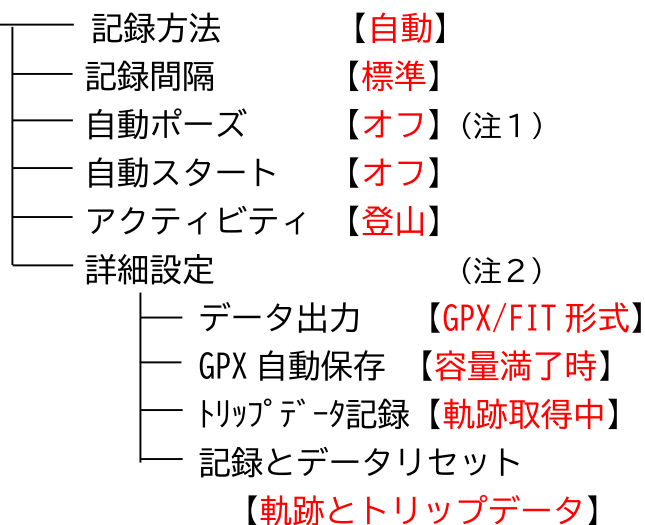 記録方法 【自動】
記録間隔 【標準】
自動ポーズ 【オフ】(注１)
自動スタート 【オフ】
アクティビティ 【登山】
詳細設定 (注２)
データ出力 【GPX/FIT 形式】
GPX 自動保存 【容量満了時】
ﾄﾘｯﾌﾟﾃﾞｰﾀ記録【軌跡取得中】
記録とデータリセット
【軌跡とトリップデータ】